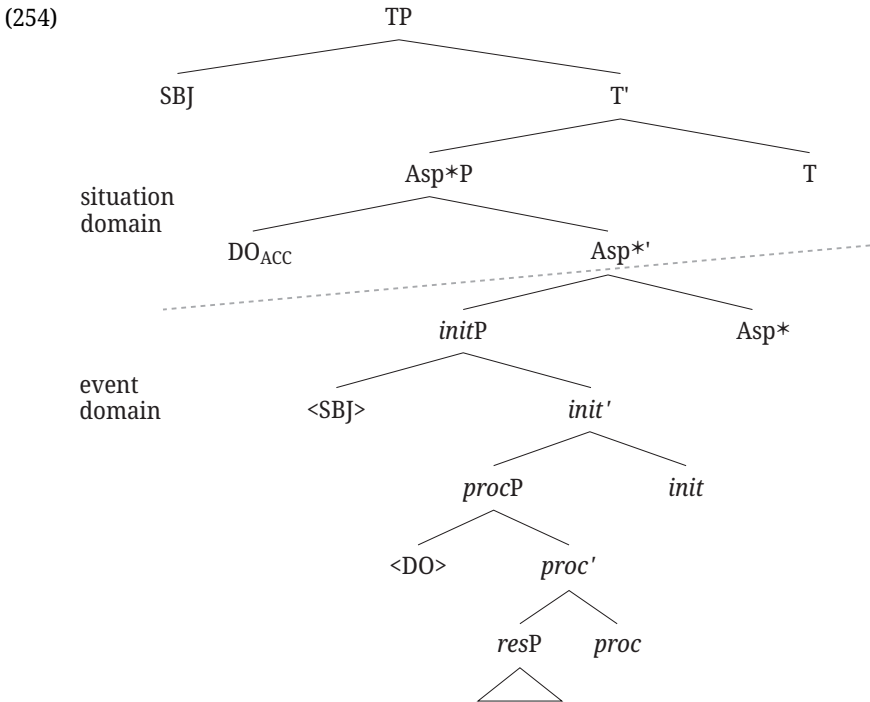 (254) TP
SBJ T'
Asp*P T
situation
domain
DO_ACC Asp*'
initP Asp*
event
domain
<SBJ> init'
procP init
<DO> proc'
resP proc